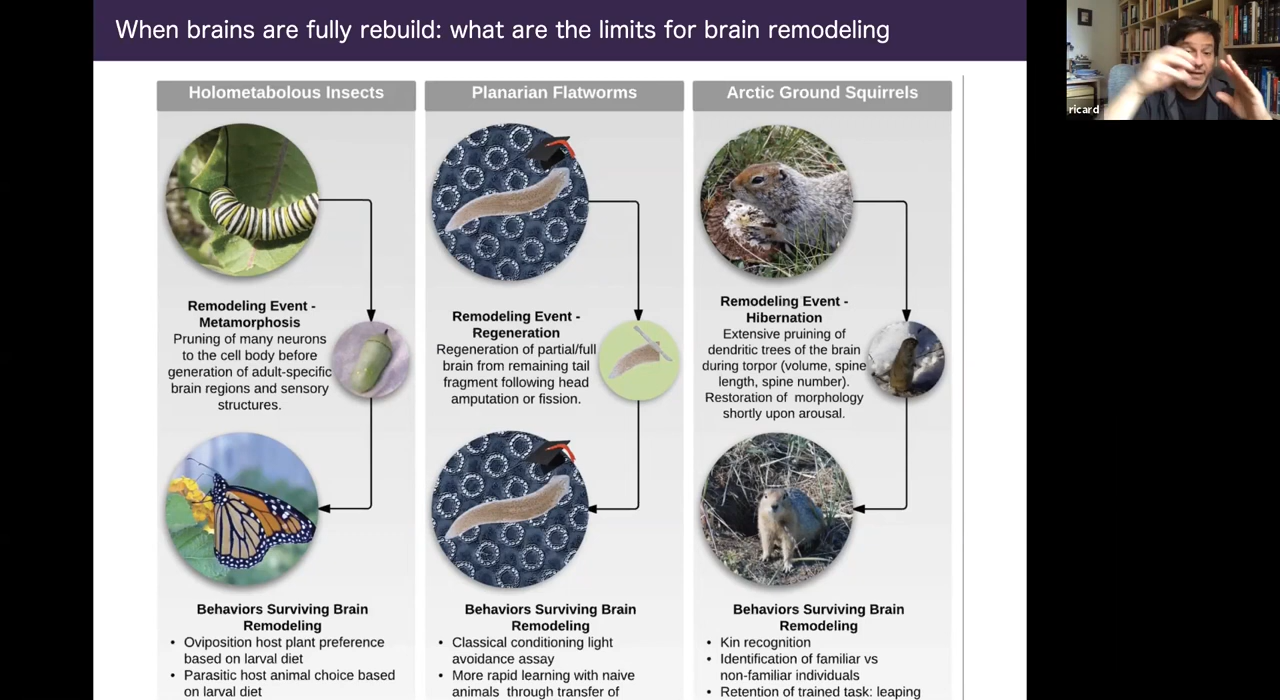 When brains are fully rebuild: what are the limits for brain remodeling
ricard
Holometabolous Insects
Remodeling Event -
Metamorphosis
Pruning of many neurons
to the cell body before
generation of adult-specific
brain regions and sensory
structures.
Behaviors Surviving Brain
Remodeling
• Oviposition host plant preference
based on larval diet
• Parasitic host animal choice based
on larval diet
Planarian Flatworms
Remodeling Event -
Regeneration
Regeneration of partial/full
brain from remaining tail
fragment following head
amputation or fission.
Behaviors Surviving Brain
Remodeling
• Classical conditioning light
avoidance assay
• More rapid learning with naive
animals through transfer of
Arctic Ground Squirrels
Remodeling Event -
Hibernation
Extensive pruining of
dendritic trees of the brain
during torpor (volume, spine
length, spine number).
Restoration of morphology
shortly upon arousal.
Behaviors Surviving Brain
Remodeling
• Kin recognition
• Identification of familiar vs
non-familiar individuals
• Retention of trained task: leaping